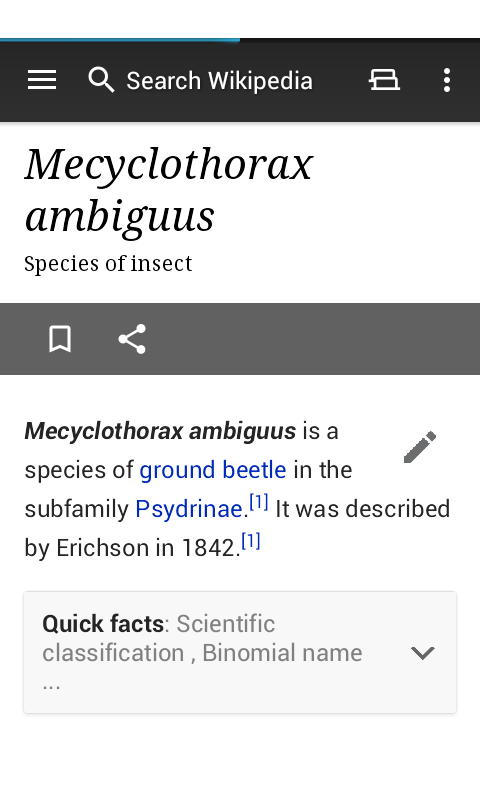 Search Wikipedia
Mecyclothorax
ambiguus
Species of insect
Mecyclothorax ambiguus is a
species of ground beetle in the
subfamily Psydrinae.[1] It was described
by Erichson in 1842.[1]
Quick facts: Scientific
classification , Binomial name
...